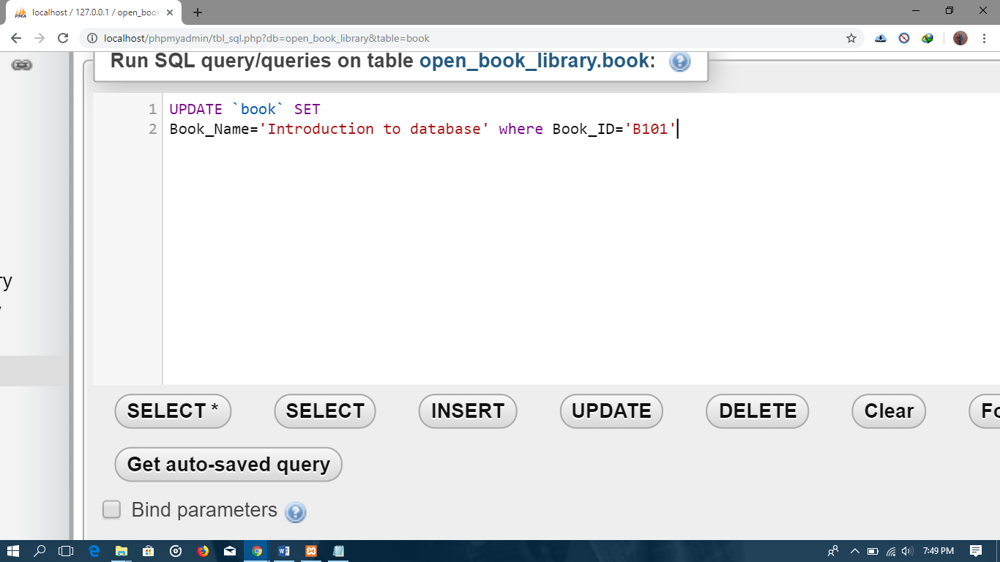 localhost / 127.0.0.1 / open_book
localhost/phpmyadmin/tbl_sql.php?db=open_book_library&table=book
Run SQL query/queries on table open_book_library.book:
1 UPDATE `book` SET
2 Book_Name='Introduction to database' where Book_ID='B101'
ry
SELECT * SELECT INSERT UPDATE DELETE Clear Fo
Get auto-saved query
Bind parameters
7:49 PM